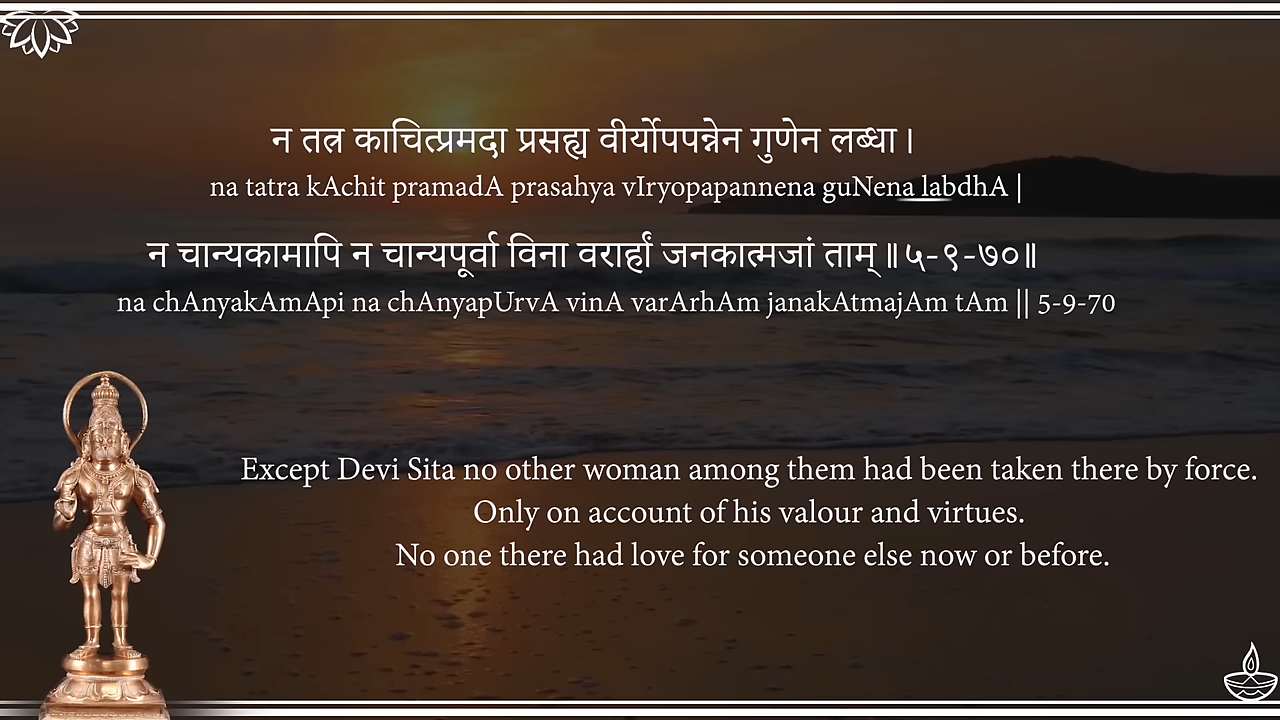 न तत्र काचित्प्रमदा प्रसह्य वीर्योपपन्नेन गुणेन लब्धा।
na tatra kAchit pramadA prasahya vIryopapannena guNena labdhA |
न चान्यकामापि न चान्यपूर्वा विना वरार्हां जनकात्मजां ताम्॥५-९-७०॥
na chAnyakAmApi na chAnyapUrvA vinA varArhAm janakAtmajAm tAm || 5-9-70
Except Devi Sita no other woman among them had been taken there by force.
Only on account of his valour and virtues.
No one there had love for someone else now or before.